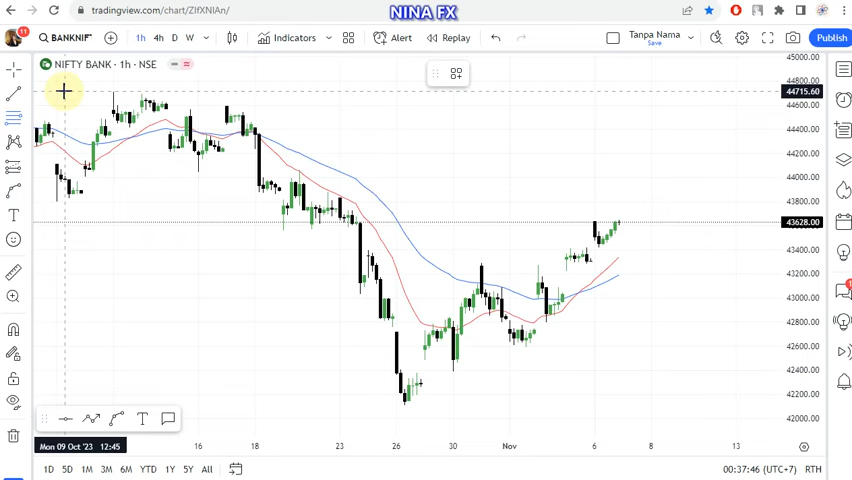 NINA FX
tradingview.com/chart/ZIfXNIAn/
11
BANKNIF
1h 4h D W
Indicators
Alert
Replay
Tanpa Nama
Save
Publish
NIFTY BANK · 1h · NSE
45000.00
44800.00
44715.60
44600.00
44400.00
44200.00
44000.00
43800.00
43628.00
43400.00
43200.00
43000.00
42800.00
42600.00
42400.00
42200.00
42000.00
Mon 09 Oct '23 12:45
16 18 23 26 30 Nov 6 8 13
1D 5D 1M 3M 6M YTD 1Y 5Y All
00:37:46 (UTC+7) RTH